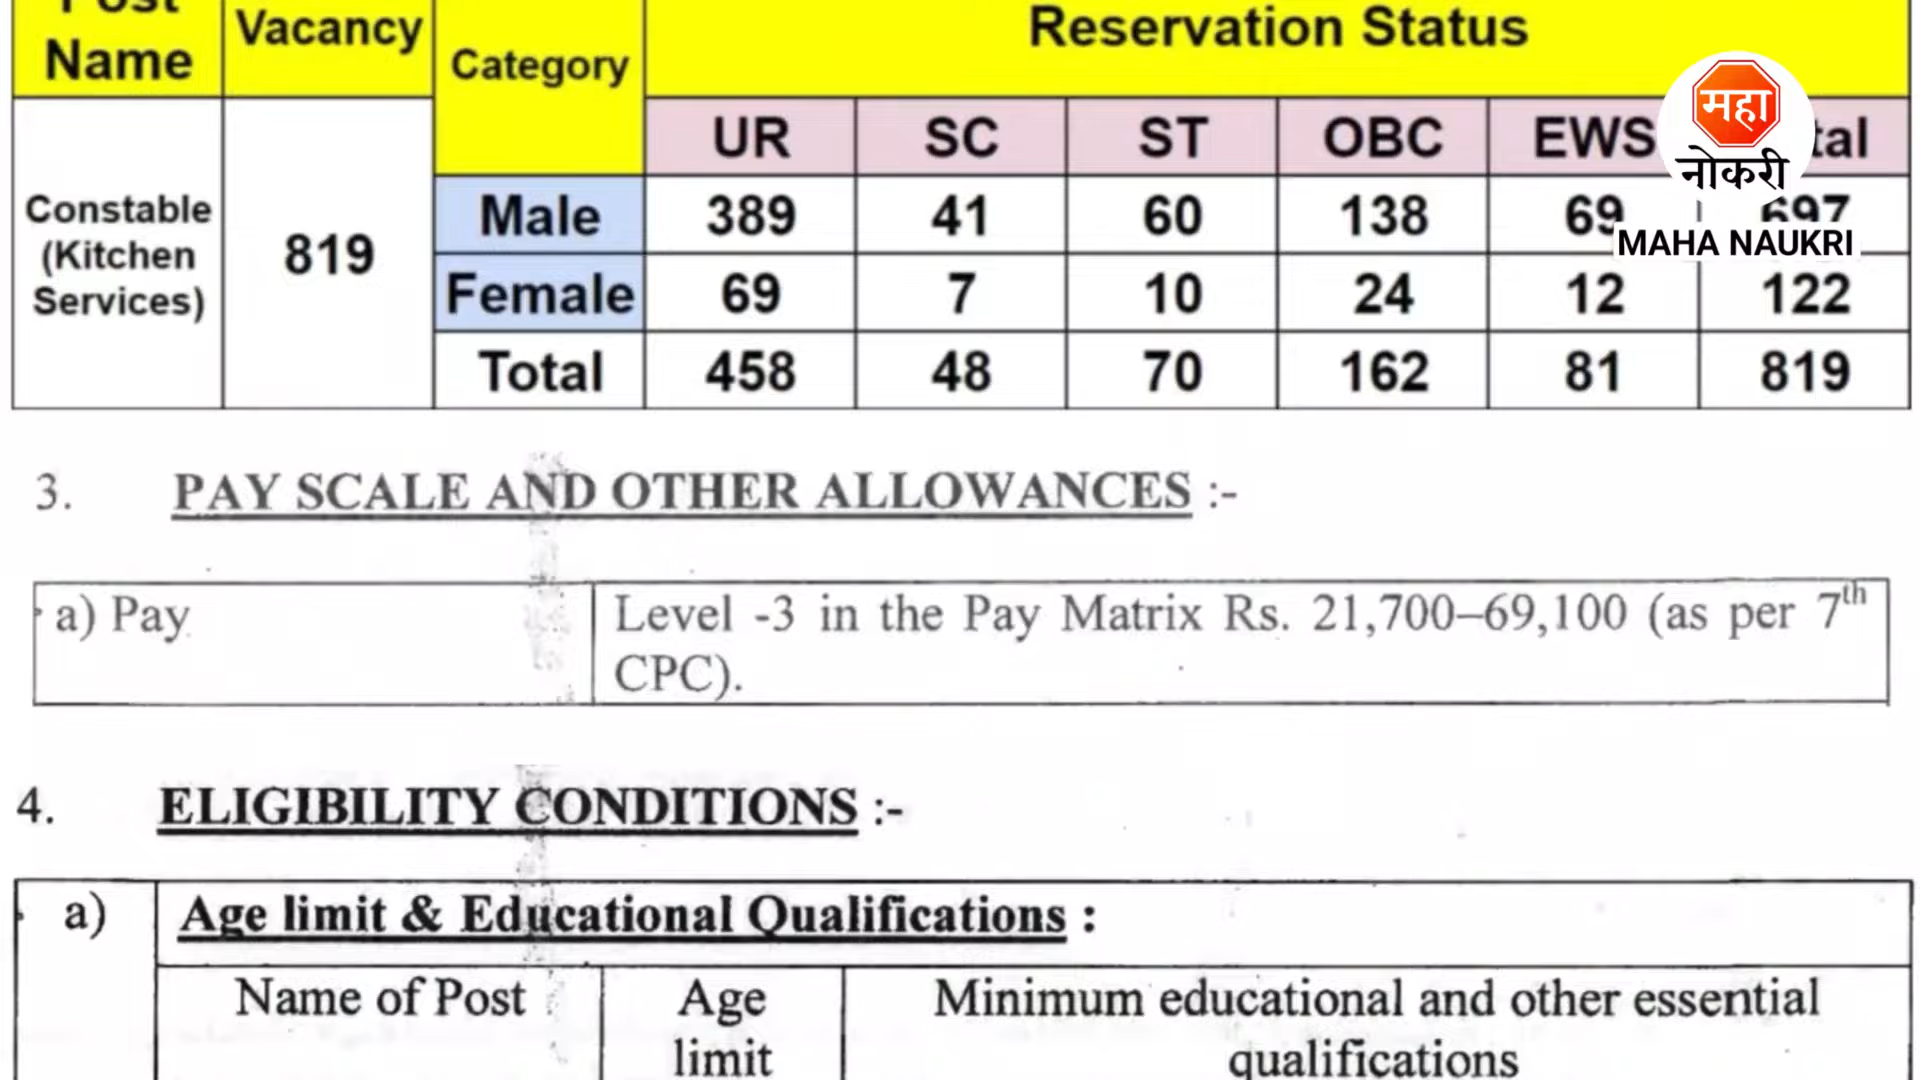 Name
Vacancy
Category
Reservation Status
UR SC ST OBC EWS
महा
नोकरी
MAHA NAUKRI
Constable
(Kitchen
Services)
819
Male 389 41 60 138 69 697
Female 69 7 10 24 12 122
Total 458 48 70 162 81 819
3. PAY SCALE AND OTHER ALLOWANCES :-
a) Pay
Level -3 in the Pay Matrix Rs. 21,700–69,100 (as per 7th
CPC).
4. ELIGIBILITY CONDITIONS :-
a) Age limit & Educational Qualifications :
Name of Post
Age
limit
Minimum educational and other essential
qualifications